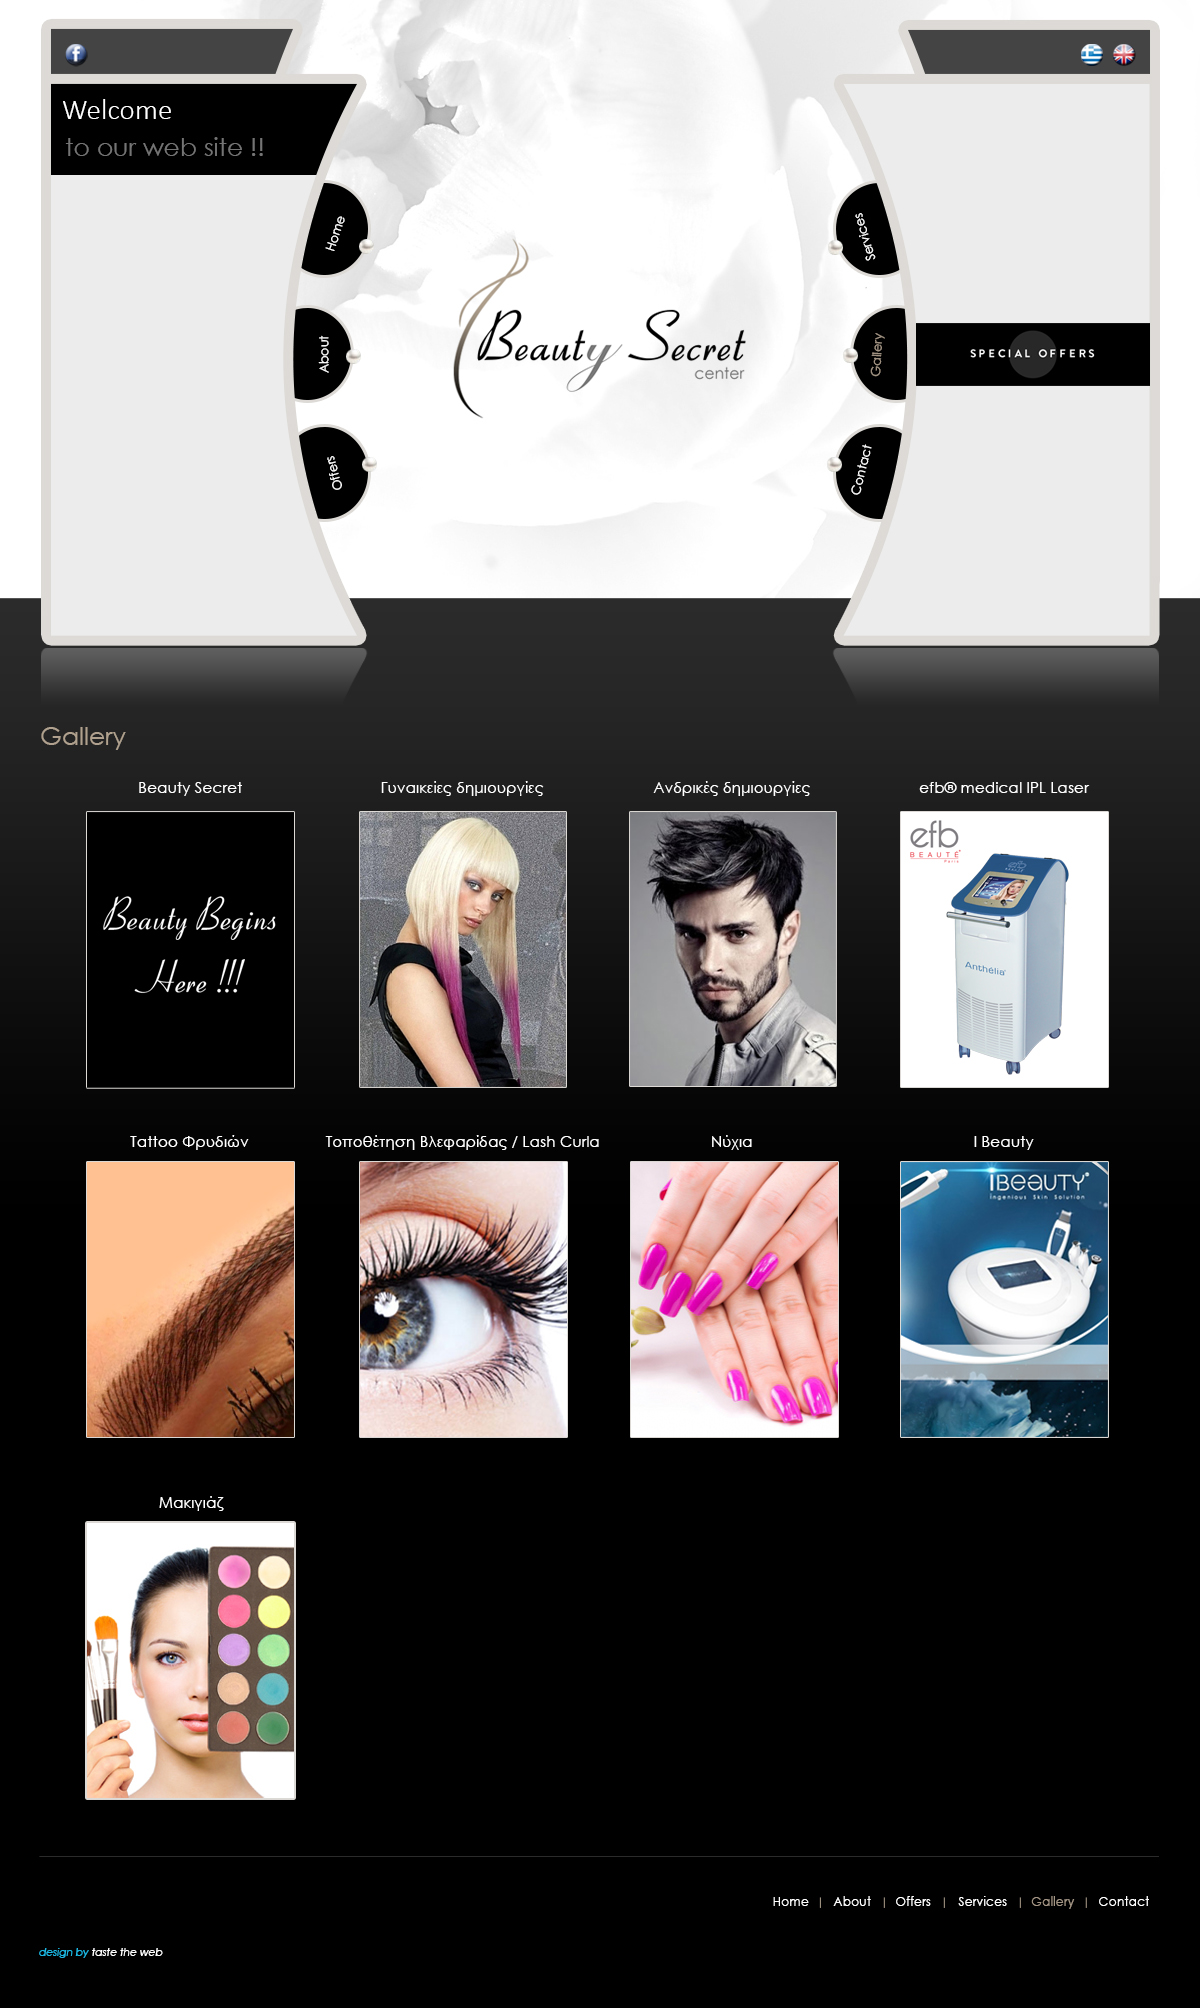 Welcome
to our web site !!
Home
About
Offers
Services
Gallery
Contact
Beauty Secret
center
SPECIAL OFFERS
Gallery
Beauty Secret
Γυναικείες δημιουργίες
Ανδρικές δημιουργίες
efb® medical IPL Laser
Beauty Begins
Here !!!
efb
BEAUTÉ
Paris
Anthélia
Tattoo Φρυδιών
Τοποθέτηση Βλεφαρίδας / Lash Curla
Νύχια
I Beauty
iBEAUTY
Ingenious Skin Solution
Μακιγιάζ
Home | About | Offers | Services | Gallery | Contact
design by taste the web